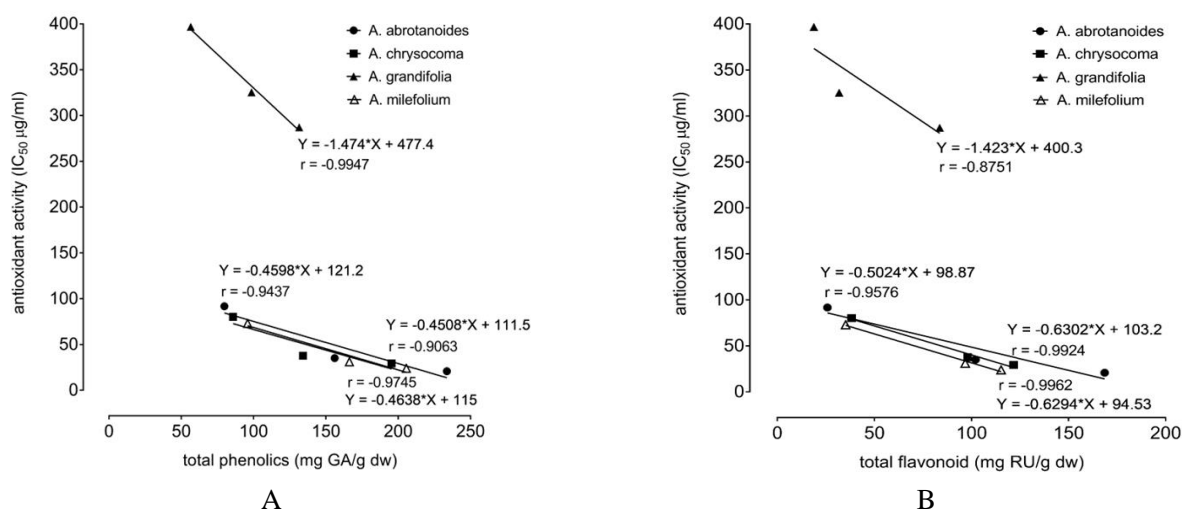 400
350
300
250
200
150
100
50
0
antioxidant activity (IC50 µg/ml)
A. abrotanoides
A. chrysocoma
A. grandifolia
A. milefolium
Y = -1.474*X + 477.4
r = -0.9947
Y = -0.4598*X + 121.2
r = -0.9437
Y = -0.4508*X + 111.5
r = -0.9063
r = -0.9745
Y = -0.4638*X + 115
0 50 100 150 200 250
total phenolics (mg GA/g dw)
A
400
350
300
250
200
150
100
50
0
antioxidant activity (IC50 µg/ml)
A. abrotanoides
A. chrysocoma
A. grandifolia
A. milefolium
Y = -1.423*X + 400.3
r = -0.8751
Y = -0.5024*X + 98.87
r = -0.9576
Y = -0.6302*X + 103.2
r = -0.9924
r = -0.9962
Y = -0.6294*X + 94.53
0 50 100 150 200
total flavonoid (mg RU/g dw)
B